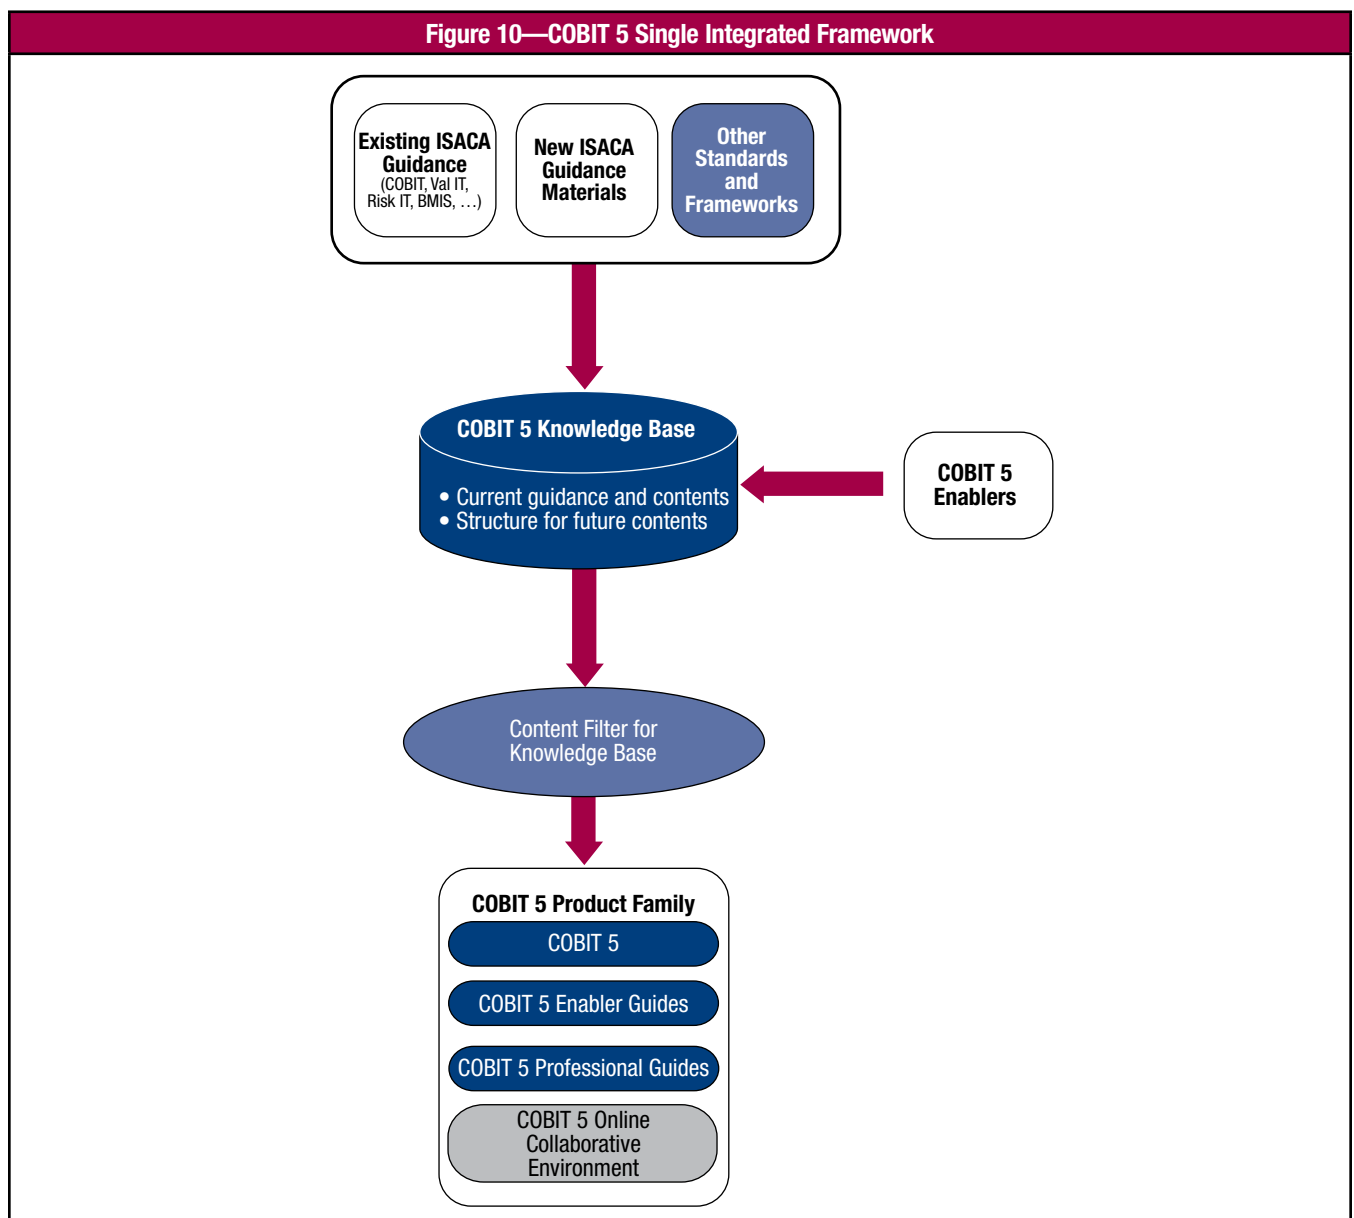 Figure 10—COBIT 5 Single Integrated Framework
Existing ISACA
Guidance
(COBIT, Val IT,
Risk IT, BMIS, …)
New ISACA
Guidance
Materials
Other
Standards
and
Frameworks
COBIT 5 Knowledge Base
• Current guidance and contents
• Structure for future contents
COBIT 5
Enablers
Content Filter for
Knowledge Base
COBIT 5 Product Family
COBIT 5
COBIT 5 Enabler Guides
COBIT 5 Professional Guides
COBIT 5 Online
Collaborative
Environment